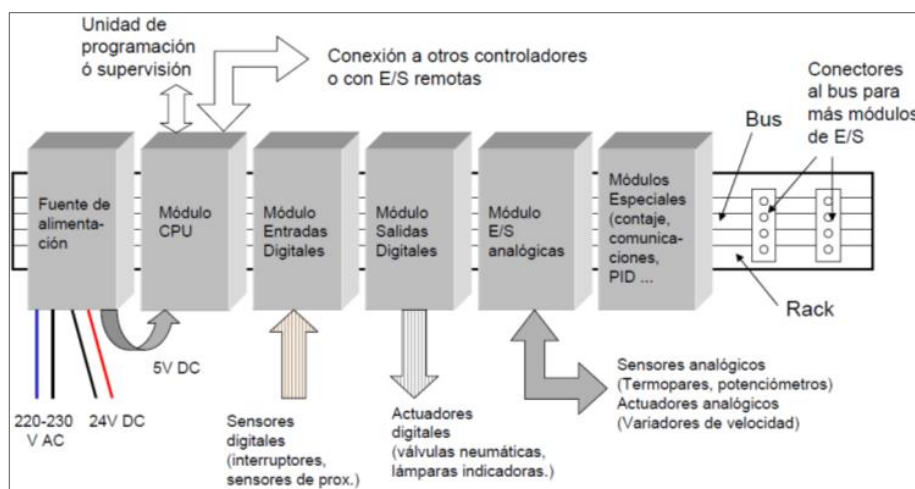 Unidad de
programación
ó supervisión
Conexión a otros controladores
o con E/S remotas
Conectores
al bus para
más módulos
de E/S
Bus
Fuente de
alimenta-
ción
Módulo
CPU
Módulo
Entradas
Digitales
Módulo
Salidas
Digitales
Módulo
E/S
analógicas
Módulos
Especiales
(contaje,
comunica-
ciones,
PID ...
Rack
5V DC
220-230
V AC
24V DC
Sensores
digitales
(interruptores,
sensores de prox.)
Actuadores
digitales
(válvulas neumáticas,
lámparas indicadoras.)
Sensores analógicos
(Termopares, potenciómetros)
Actuadores analógicos
(Variadores de velocidad)